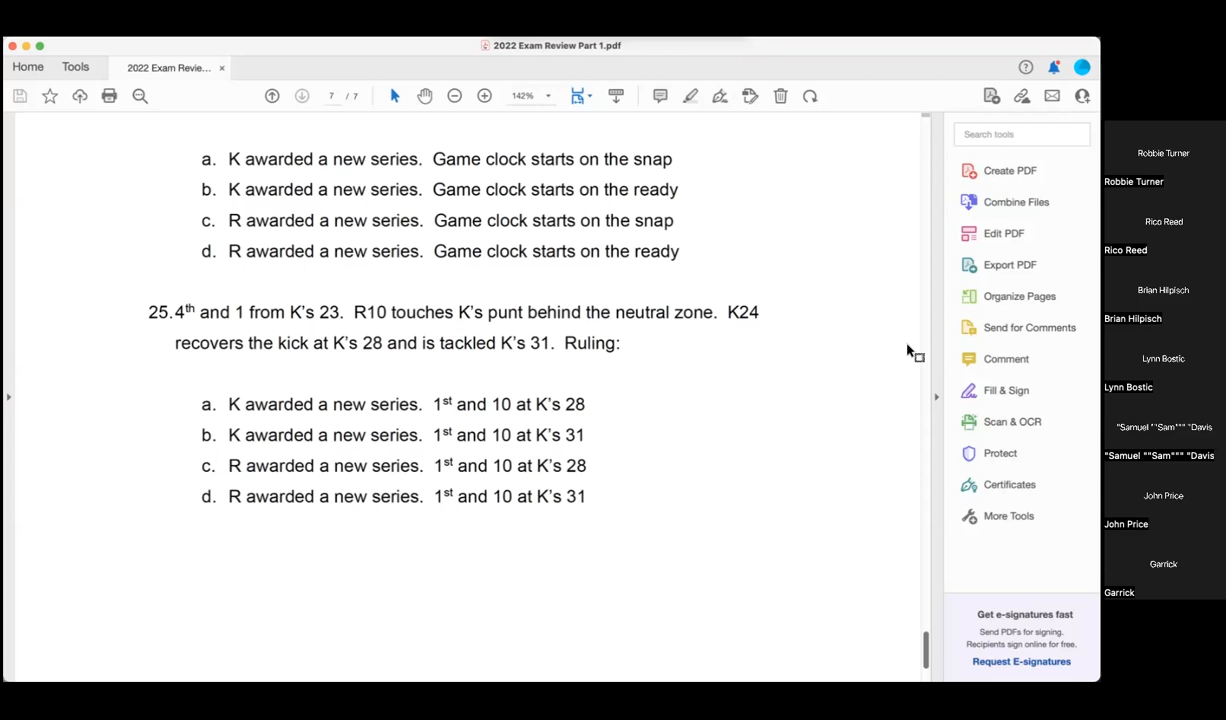 2022 Exam Review Part 1.pdf
Home
Tools
2022 Exam Revie... ×
7 / 7
142%
a. K awarded a new series. Game clock starts on the snap
b. K awarded a new series. Game clock starts on the ready
c. R awarded a new series. Game clock starts on the snap
d. R awarded a new series. Game clock starts on the ready
25. 4th and 1 from K's 23. R10 touches K's punt behind the neutral zone. K24
recovers the kick at K's 28 and is tackled K's 31. Ruling:
a. K awarded a new series. 1st and 10 at K's 28
b. K awarded a new series. 1st and 10 at K's 31
c. R awarded a new series. 1st and 10 at K's 28
d. R awarded a new series. 1st and 10 at K's 31
Search tools
Create PDF
Combine Files
Edit PDF
Export PDF
Organize Pages
Send for Comments
Comment
Fill & Sign
Scan & OCR
Protect
Certificates
More Tools
Get e-signatures fast
Send PDFs for signing.
Recipients sign online for free.
Request E-signatures
Robbie Turner
Robbie Turner
Rico Reed
Rico Reed
Brian Hilpisch
Brian Hilpisch
Lynn Bostic
Lynn Bostic
"Samuel ""Sam""" "Davis
"Samuel ""Sam""" "Davis
John Price
John Price
Garrick
Garrick